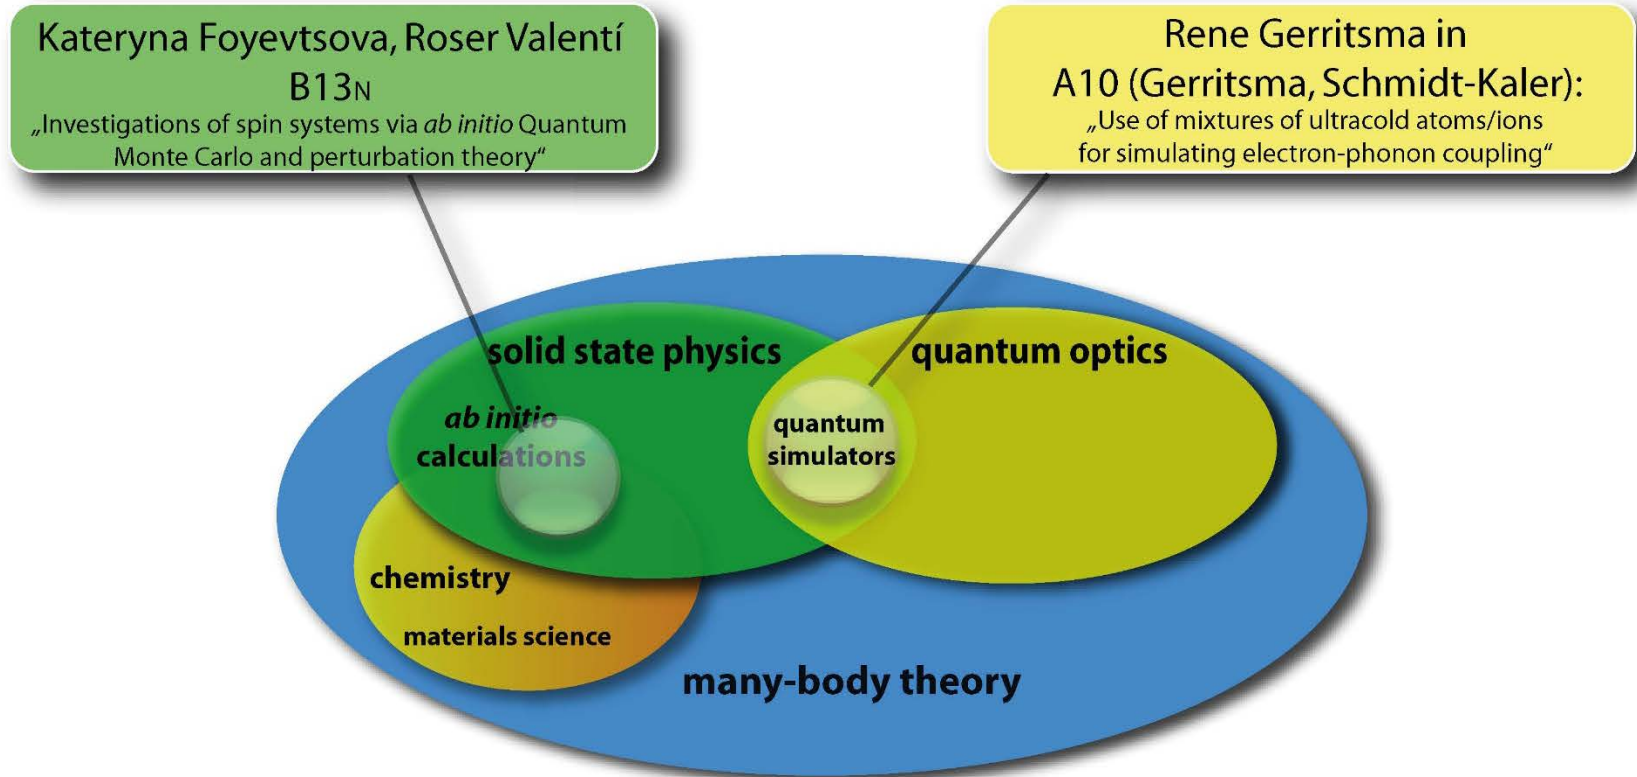 Kateryna Foyevtsova, Roser Valentí
B13N
„Investigations of spin systems via ab initio Quantum
Monte Carlo and perturbation theory“
Rene Gerritsma in
A10 (Gerritsma, Schmidt-Kaler):
„Use of mixtures of ultracold atoms/ions
for simulating electron-phonon coupling“
solid state physics
quantum optics
ab initio
calculations
quantum
simulators
chemistry
materials science
many-body theory